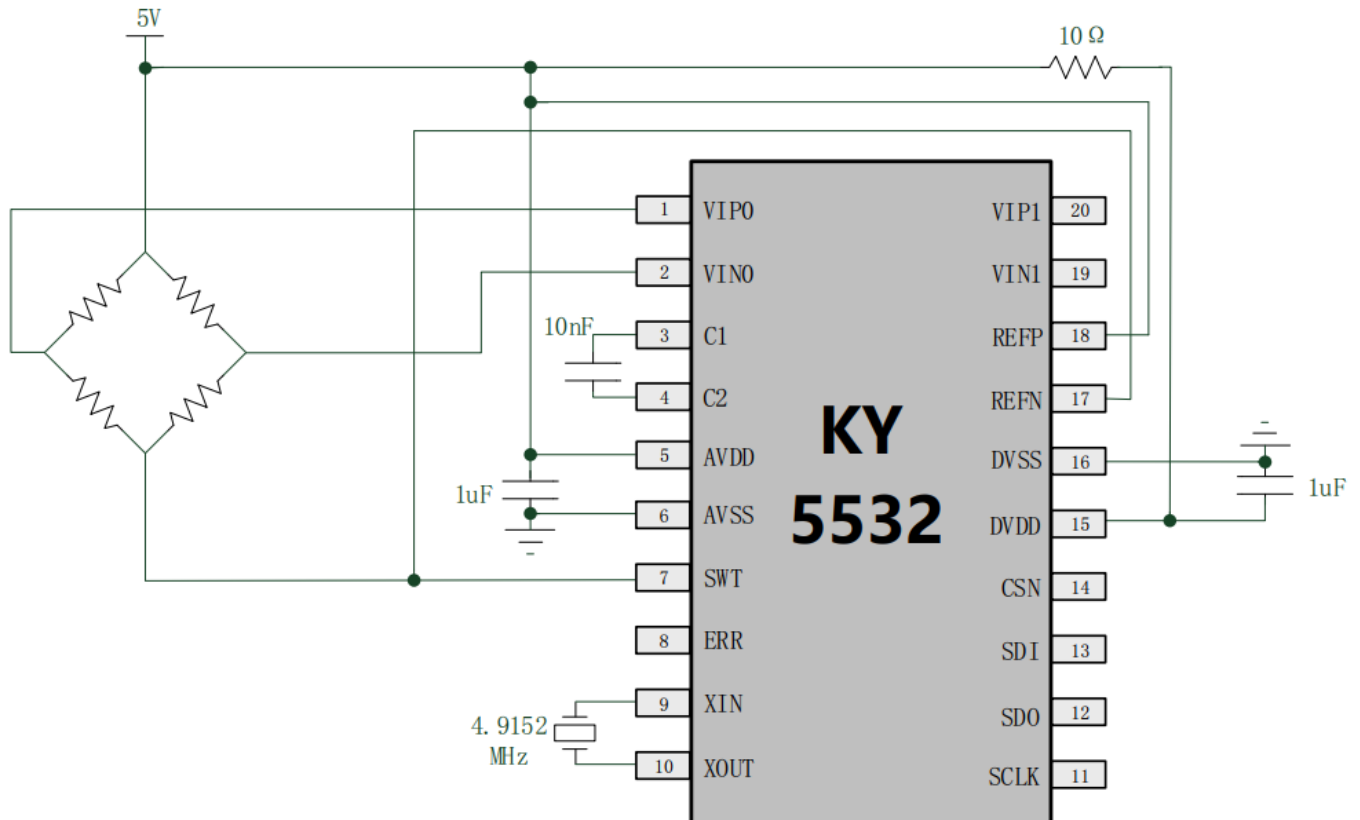 5V
10Ω
1 VIP0
VIP1 20
2 VIN0
VIN1 19
10nF
3 C1
REFP 18
4 C2
REFN 17
KY
5532
5 AVDD
DVSS 16
1uF
1uF
6 AVSS
DVDD 15
7 SWT
CSN 14
8 ERR
SDI 13
9 XIN
SDO 12
4.9152
MHz
10 XOUT
SCLK 11